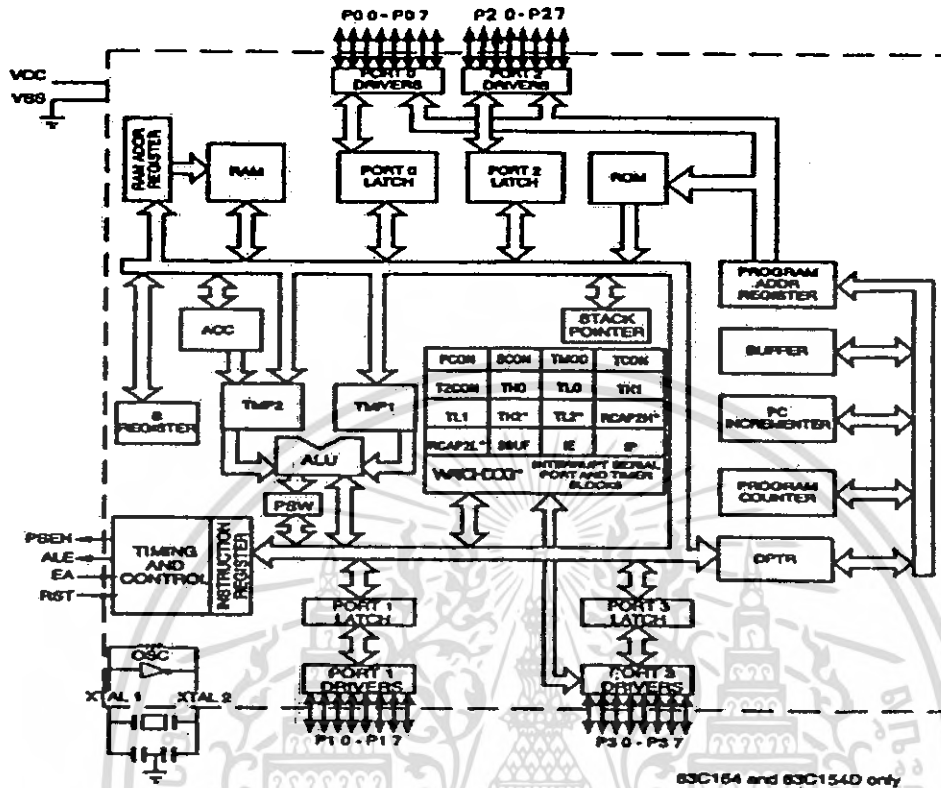 P0 0 - P0 7
P2 0 - P2 7
PORT 0
DRIVERS
PORT 2
DRIVERS
VCC
VSS
RAM ADDR
REGISTER
RAM
PORT 0
LATCH
PORT 2
LATCH
ROM
PROGRAM
ADDR
REGISTER
ACC
STACK
POINTER
BUFFER
PCON
SCON
TMOD
TCON
T2CON
TH0
TL0
TH1
TMP2
TMP1
TL1
TH2"
TL2"
RCAP2H"
PC
INCREMENTER
B
REGISTER
ALU
RCAP2L"
SBUF
IE
IP
WATCH-DOG"
INTERRUPT SERIAL
PORT AND TIMER
BLOCKS
PROGRAM
COUNTER
PSW
PSEN
ALE
EA
RST
TIMING
AND
CONTROL
INSTRUCTION
REGISTER
DPTR
PORT 1
LATCH
PORT 3
LATCH
OSC
PORT 1
DRIVERS
PORT 3
DRIVERS
XTAL 1
XTAL 2
P1 0 - P1 7
P3 0 - P3 7
83C154 and 83C154D only